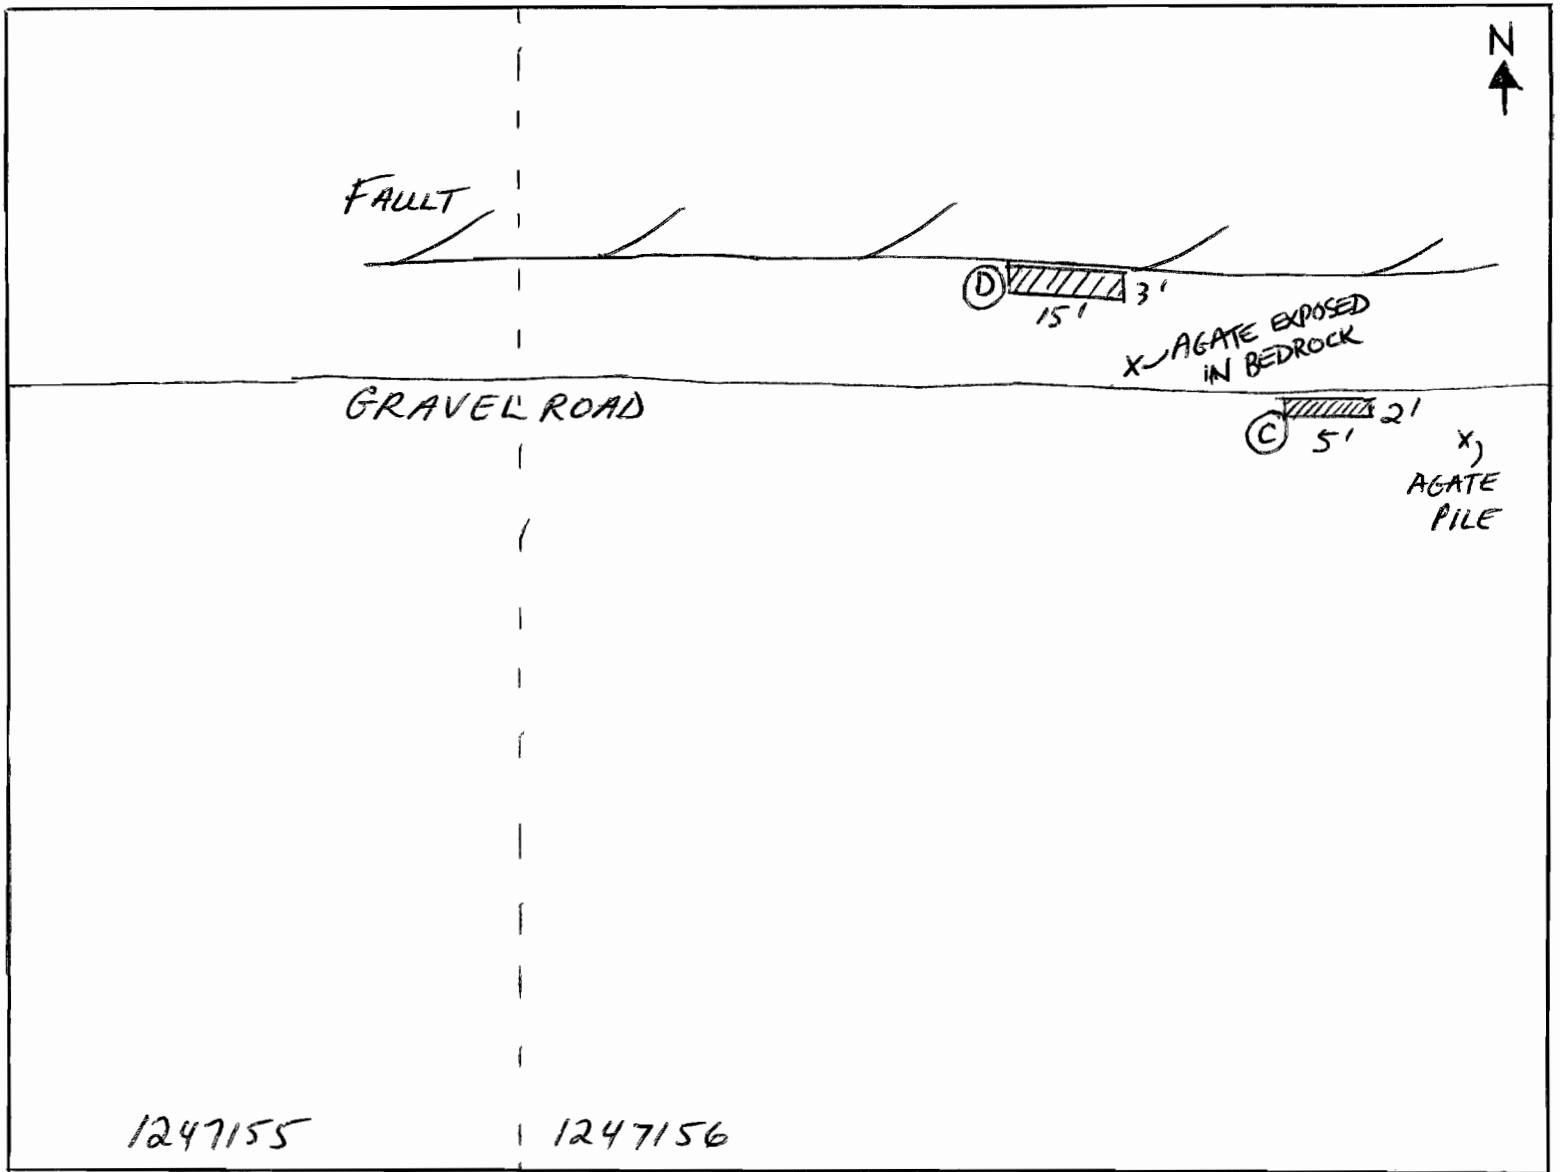 N
FAULT
D
3'
15'
AGATE EXPOSED
IN BEDROCK
X
GRAVEL ROAD
C
2'
5'
X
AGATE
PILE
1247155
1247156